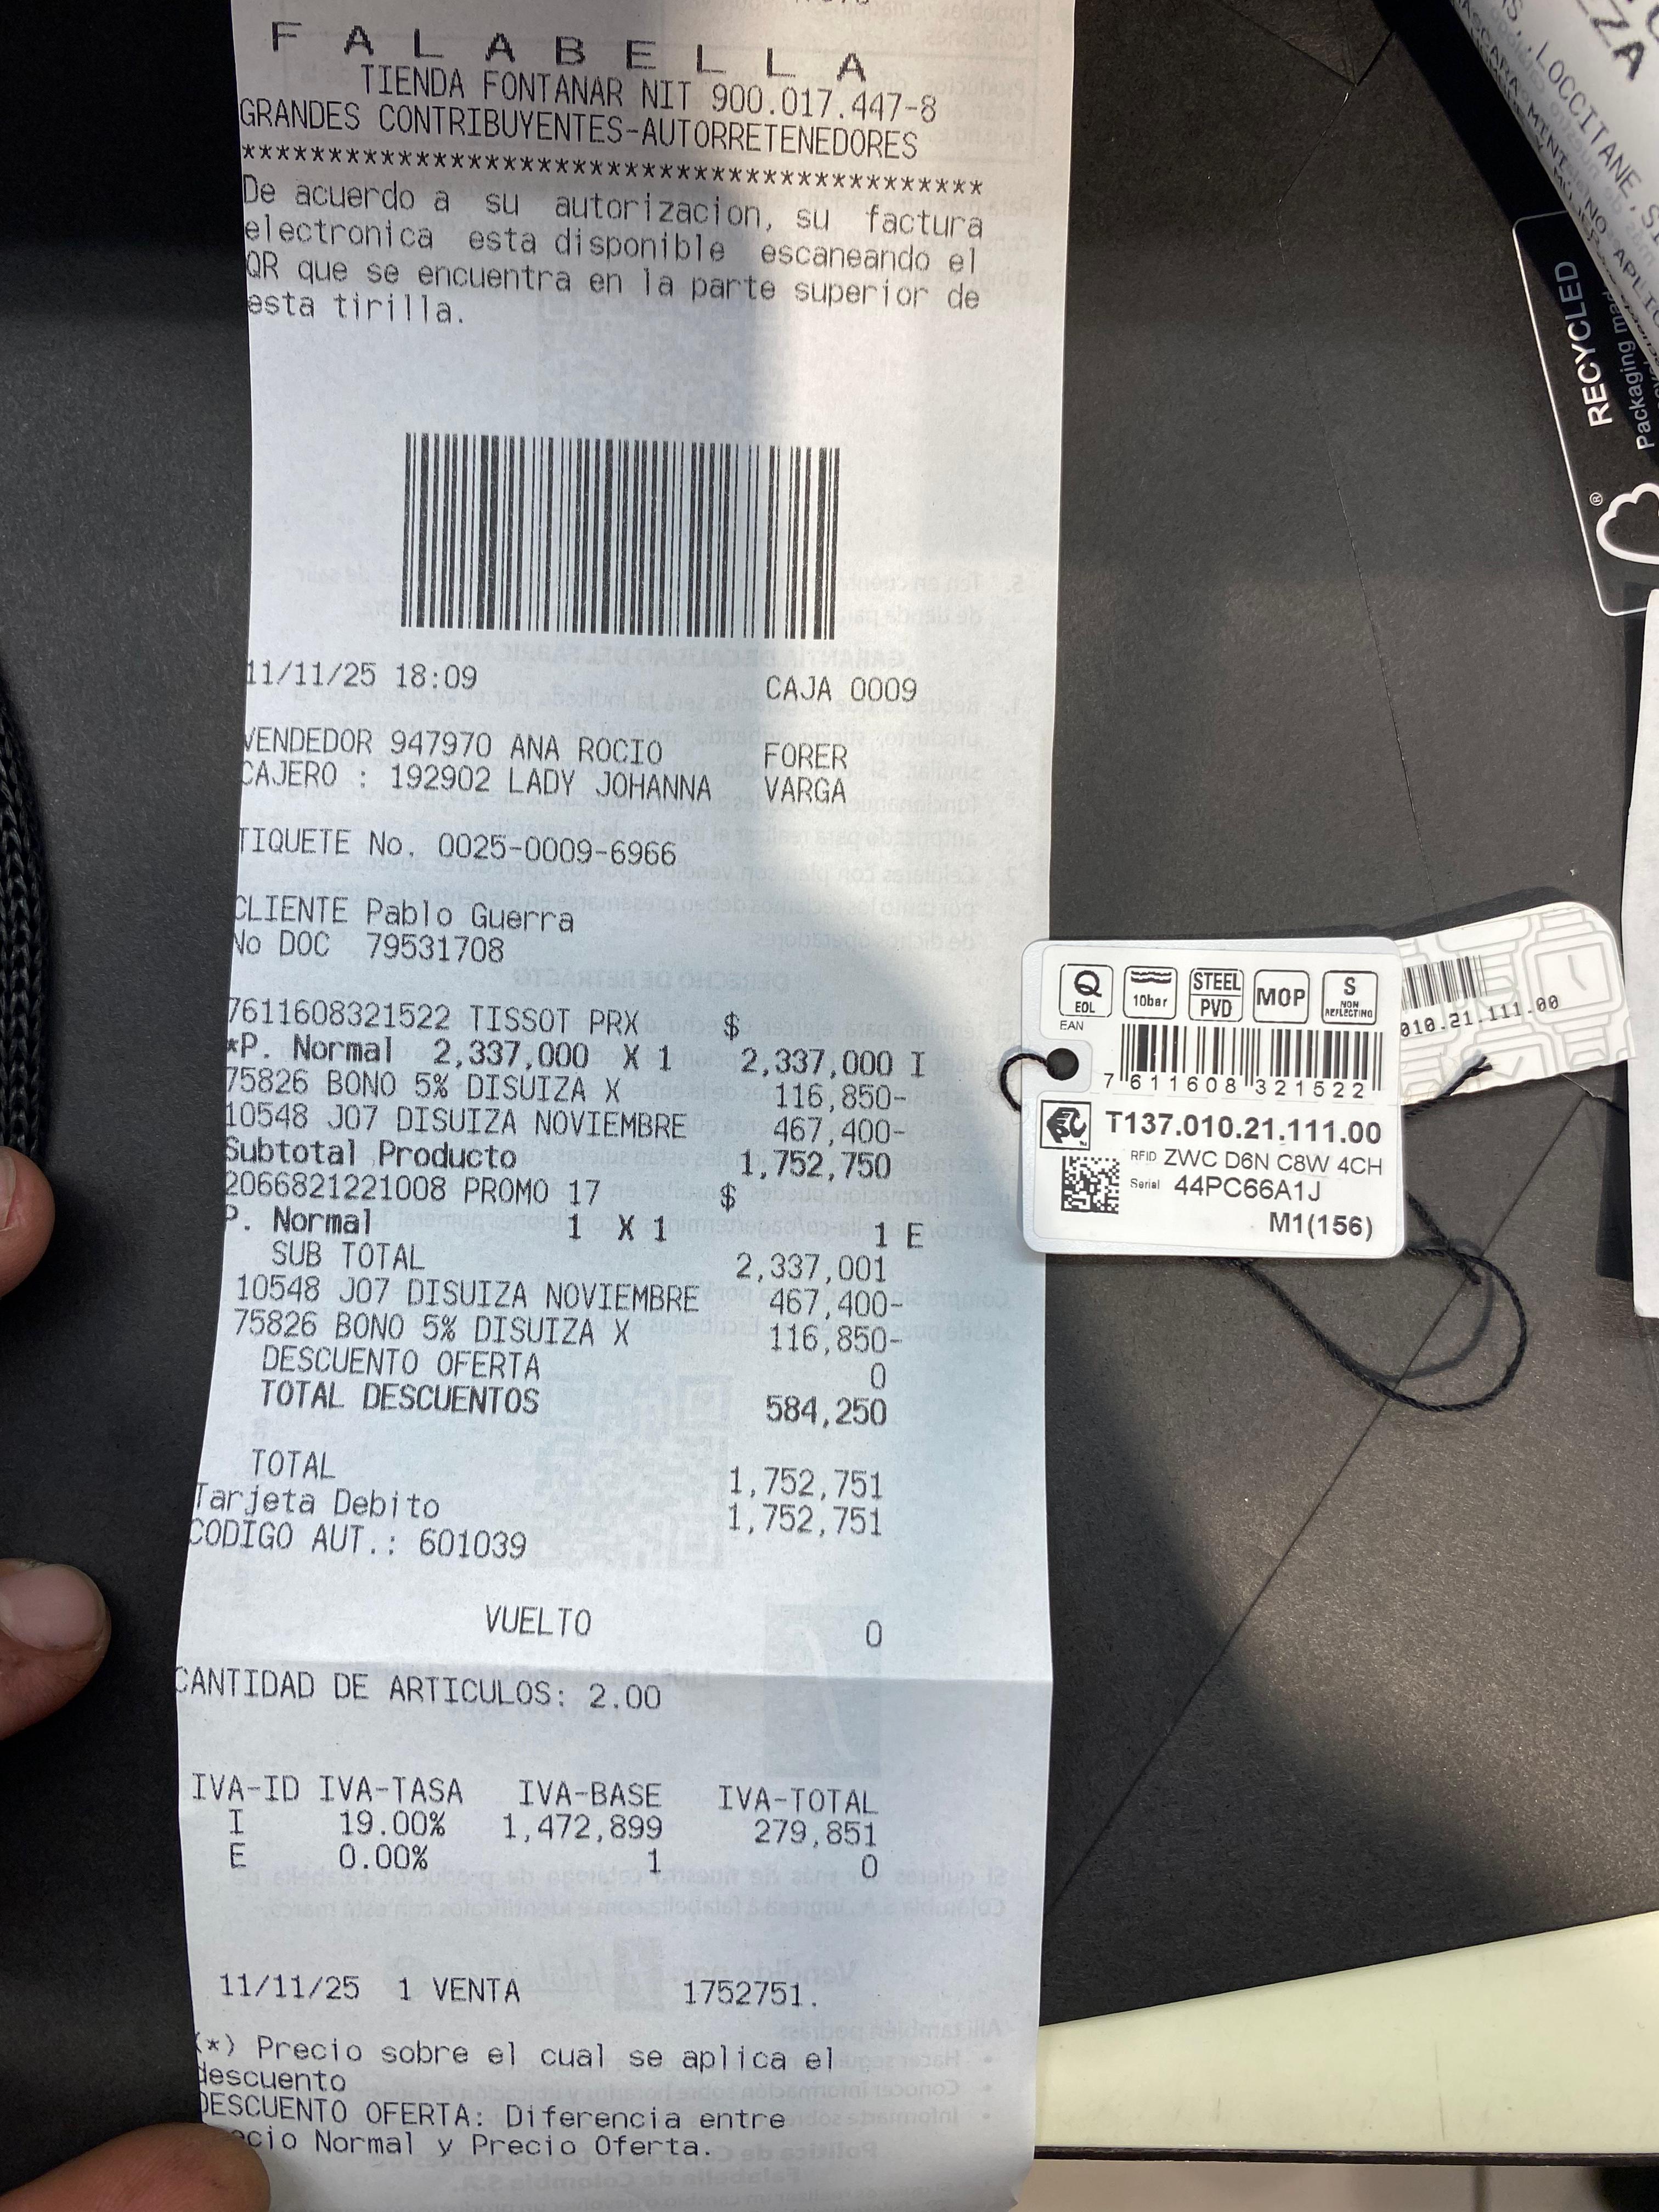 F A L A B E L L A
TIENDA FONTANAR NIT 900.017.447-8
GRANDES CONTRIBUYENTES-AUTORRETENEDORES
*******************************************
De acuerdo a su autorizacion, su factura
electronica esta disponible escaneando el
QR que se encuentra en la parte superior de
esta tirilla.
11/11/25 18:09 CAJA 0009
VENDEDOR 947970 ANA ROCIO FORER
CAJERO : 192902 LADY JOHANNA VARGA
TIQUETE No. 0025-0009-6966
CLIENTE Pablo Guerra
No DOC 79531708
7611608321522 TISSOT PRX $
*P. Normal 2,337,000 X 1 2,337,000 I
75826 BONO 5% DISUIZA X 116,850-
10548 J07 DISUIZA NOVIEMBRE 467,400-
Subtotal Producto 1,752,750
2066821221008 PROMO 17 $
P. Normal 1 X 1 1 E
SUB TOTAL 2,337,001
10548 J07 DISUIZA NOVIEMBRE 467,400-
75826 BONO 5% DISUIZA X 116,850-
DESCUENTO OFERTA 0
TOTAL DESCUENTOS 584,250
TOTAL 1,752,751
Tarjeta Debito 1,752,751
CODIGO AUT.: 601039
VUELTO 0
CANTIDAD DE ARTICULOS: 2.00
IVA-ID IVA-TASA IVA-BASE IVA-TOTAL
I 19.00% 1,472,899 279,851
E 0.00% 1 0
11/11/25 1 VENTA 1752751.
(*) Precio sobre el cual se aplica el
descuento
DESCUENTO OFERTA: Diferencia entre
ecio Normal y Precio Oferta.
Q EOL
10bar
STEEL PVD
MOP
S NON REFLECTING
EAN
7 611608 321522
T137.010.21.111.00
RFID ZWC D6N C8W 4CH
Serial 44PC66A1J
M1(156)
010.21.111.00
RECYCLED
Packaging
LOCCITANE,
NO APLIC